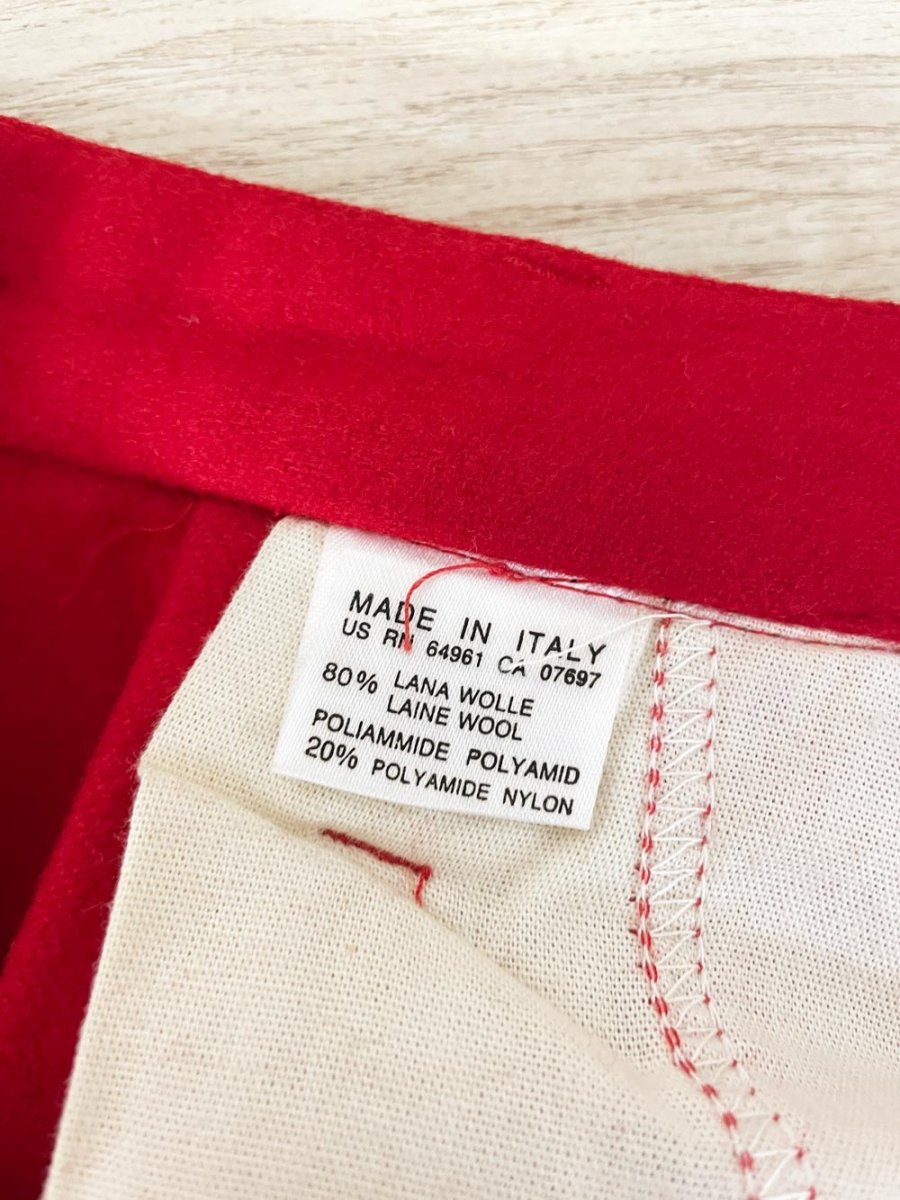 MADE IN ITALY
US RN 64961 CA 07697
80% LANA WOLLE
LAINE WOOL
POLIAMMIDE POLYAMID
20% POLYAMIDE NYLON